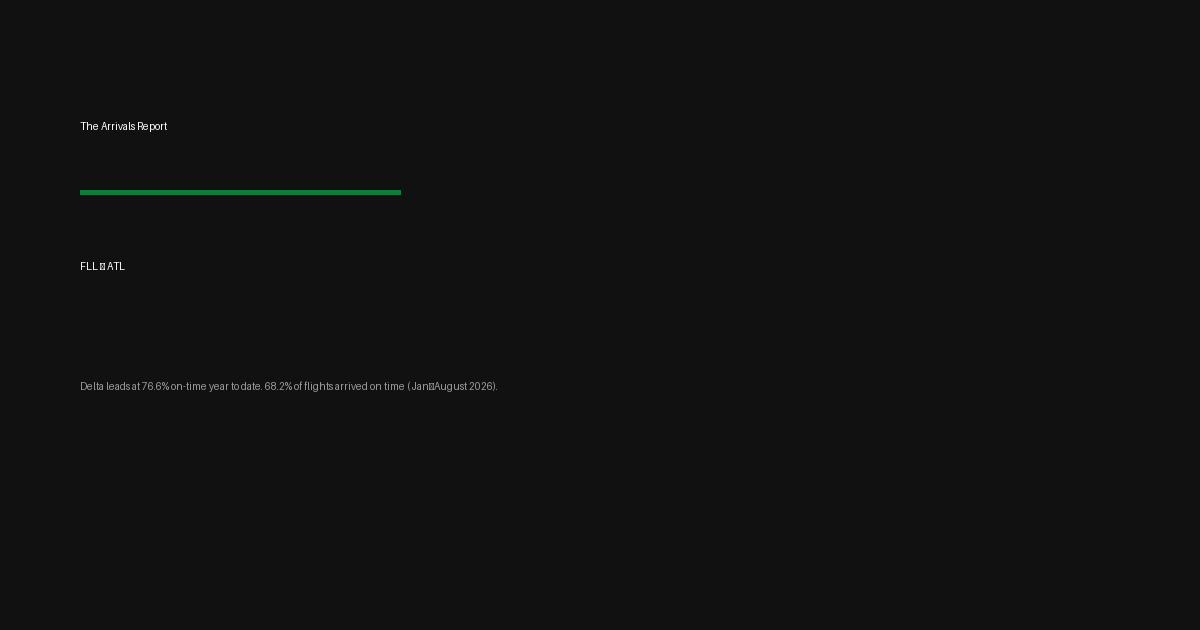 The Arrivals Report
FLL ▯ ATL
Delta leads at 76.6% on-time year to date. 68.2% of flights arrived on time (Jan▯August 2026).